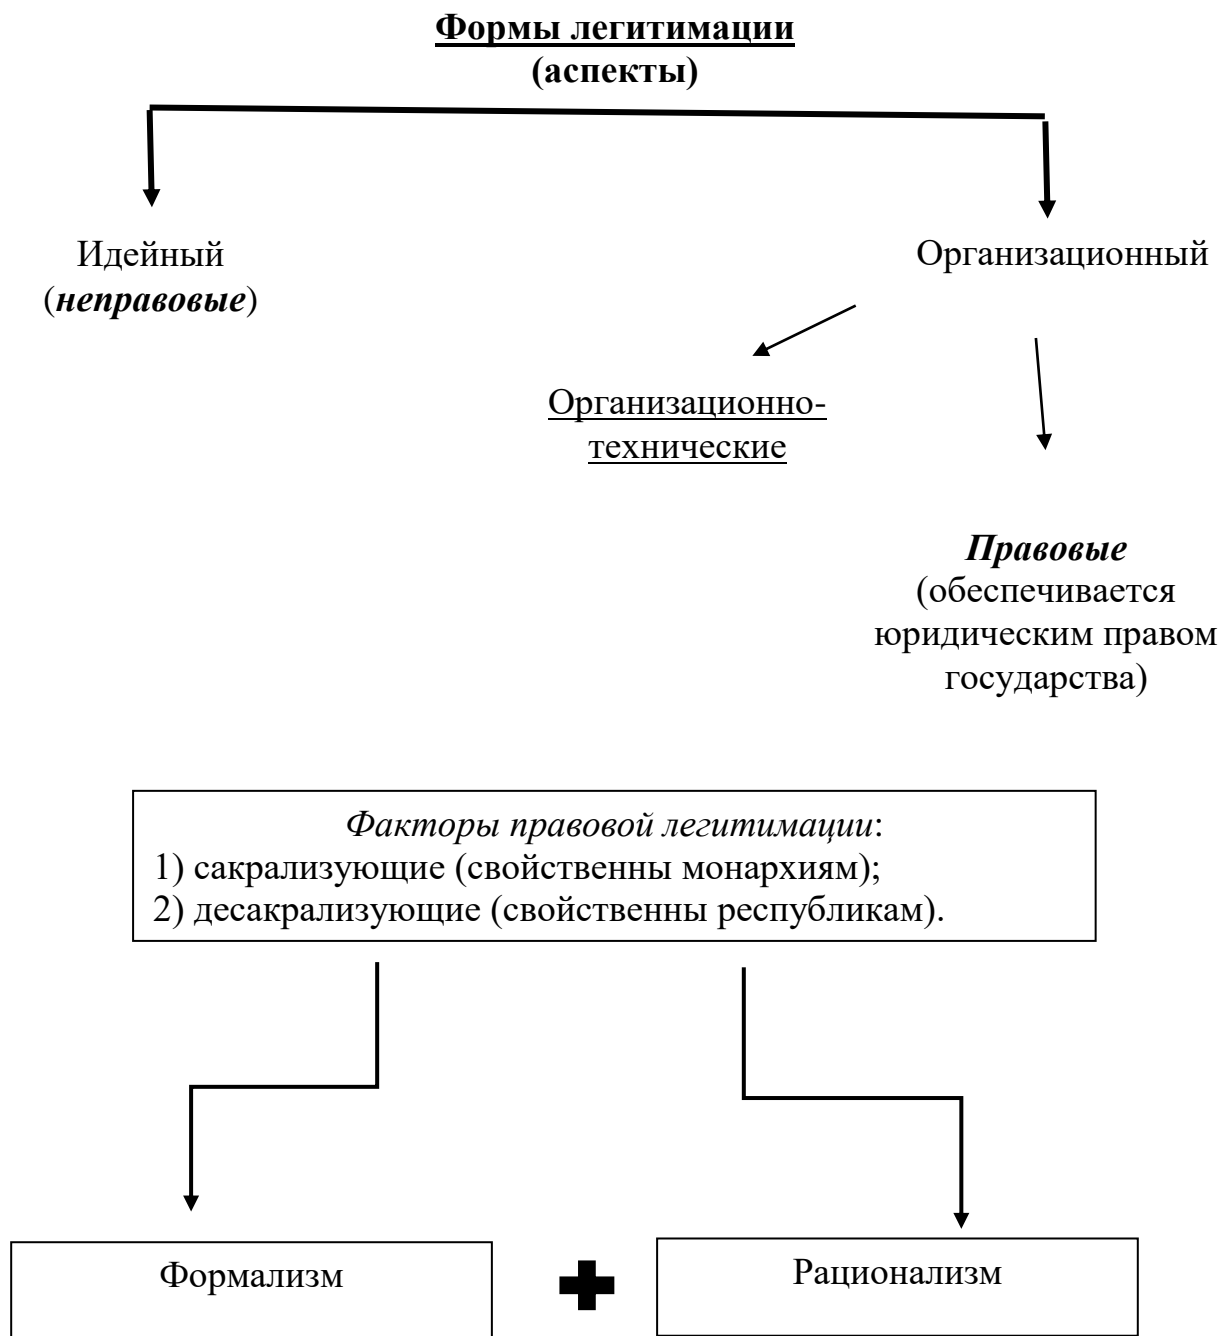 Формы легитимации
(аспекты)
Идейный
(неправовые)
Организационный
Организационно-
технические
Правовые
(обеспечивается
юридическим правом
государства)
Факторы правовой легитимации:
1) сакрализующие (свойственны монархиям);
2) десакрализующие (свойственны республикам).
Формализм
Рационализм